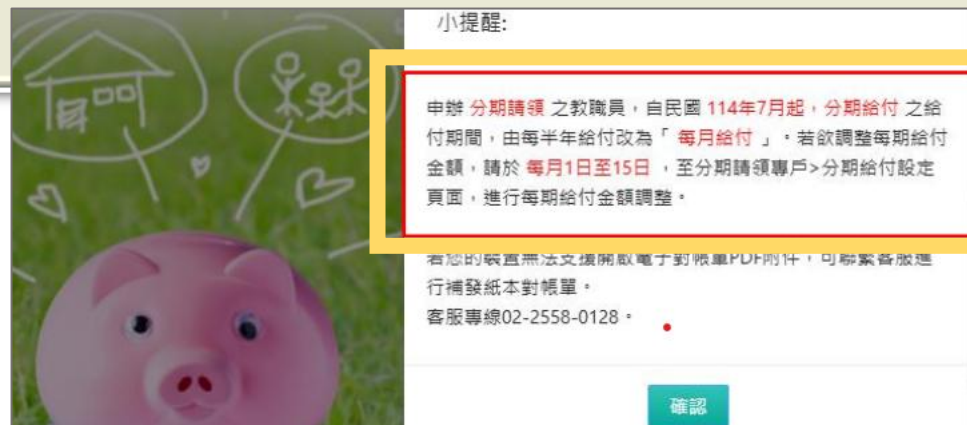 小提醒:
申辦 分期請領 之教職員，自民國 114年7月起，分期給付 之給
付期間，由每半年給付改為「 每月給付 」。若欲調整每期給付
金額，請於 每月1日至15日 ，至分期請領專戶>分期給付設定
頁面，進行每期給付金額調整。
若您的裝置無法支援開啟電子對帳單PDF附件，可聯繫客服進
行補發紙本對帳單。
客服專線02-2558-0128。
確認